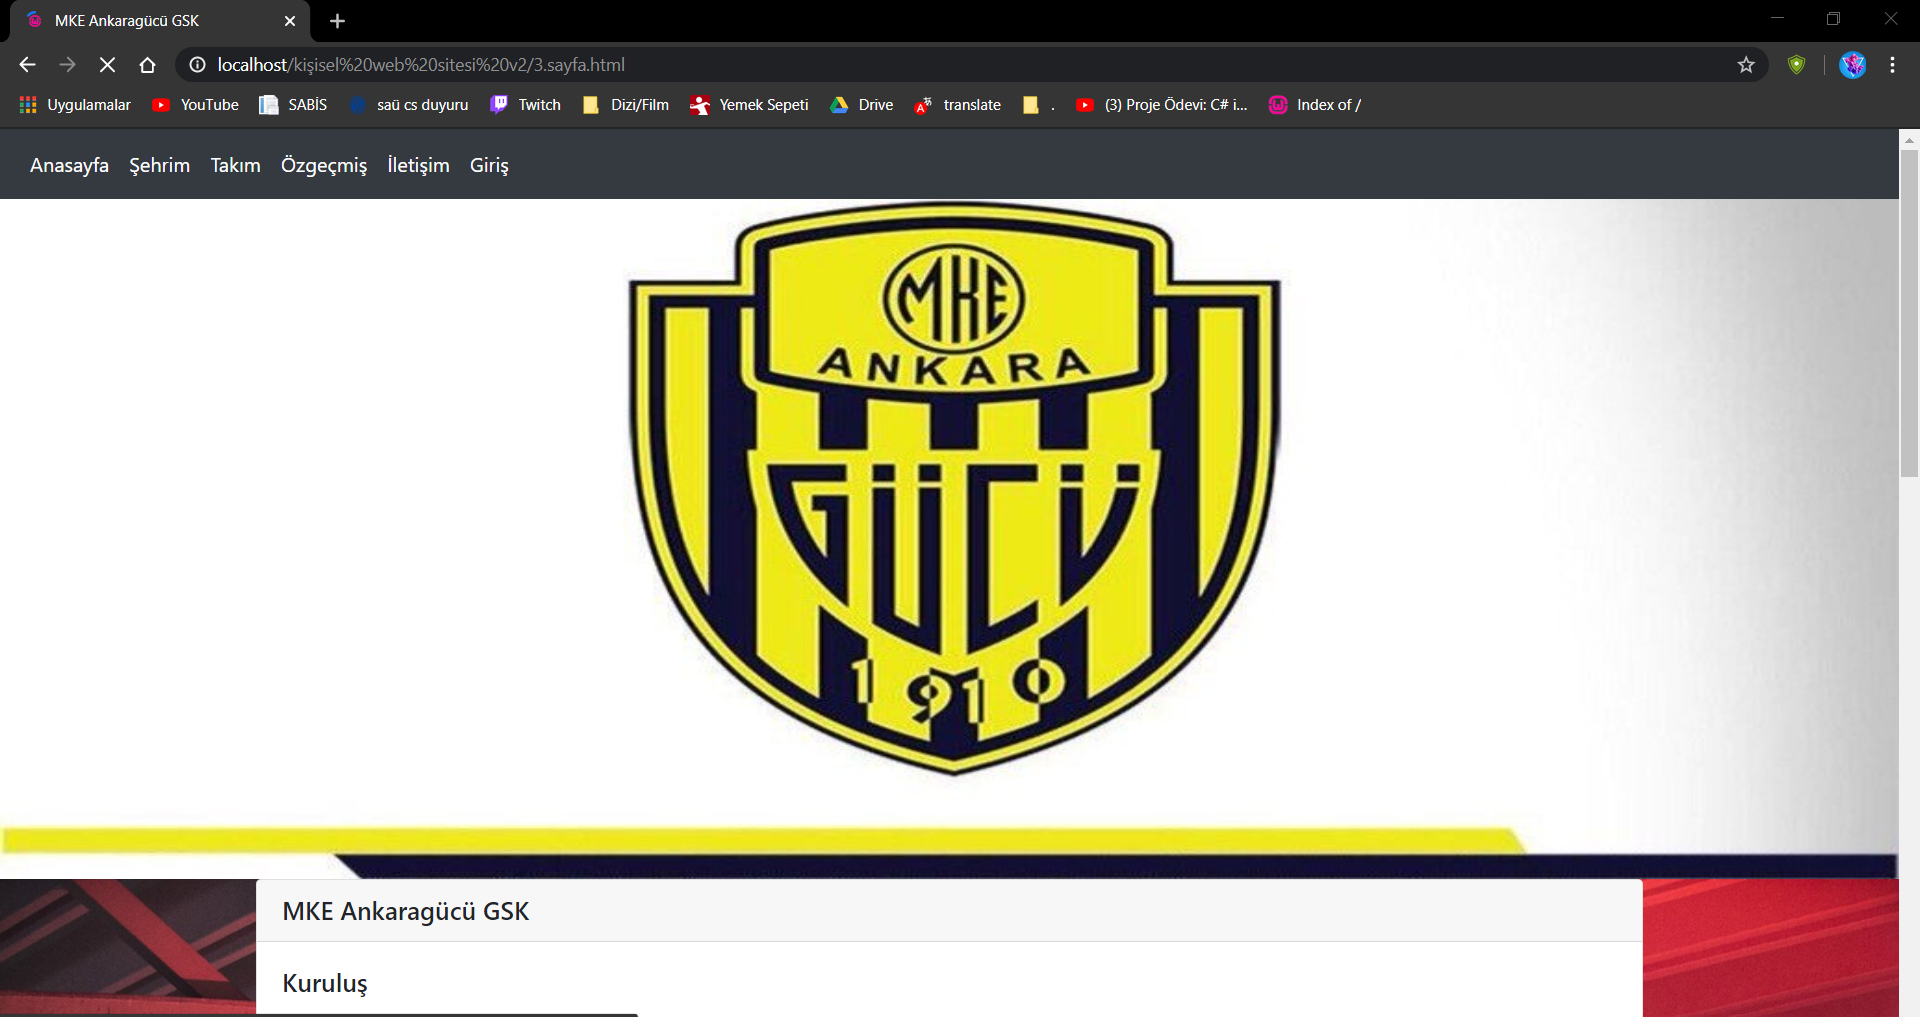 MKE Ankaragücü GSK
localhost/kişisel%20web%20sitesi%20v2/3.sayfa.html
Uygulamalar YouTube SABİS saü cs duyuru Twitch Dizi/Film Yemek Sepeti Drive translate . (3) Proje Ödevi: C# i... Index of /
Anasayfa Şehrim Takım Özgeçmiş İletişim Giriş
MKE
ANKARA
GÜCÜ
1910
MKE Ankaragücü GSK
Kuruluş